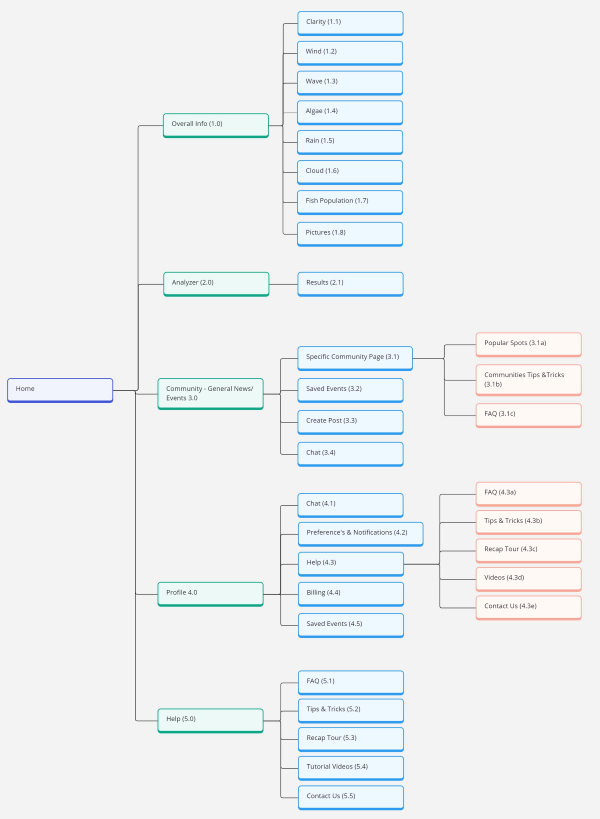 Home
Overall Info (1.0)
Clarity (1.1)
Wind (1.2)
Wave (1.3)
Algae (1.4)
Rain (1.5)
Cloud (1.6)
Fish Population (1.7)
Pictures (1.8)
Analyzer (2.0)
Results (2.1)
Community - General News/
Events 3.0
Specific Community Page (3.1)
Popular Spots (3.1a)
Communities Tips &Tricks
(3.1b)
FAQ (3.1c)
Saved Events (3.2)
Create Post (3.3)
Chat (3.4)
Profile 4.0
Chat (4.1)
Preference's & Notifications (4.2)
Help (4.3)
FAQ (4.3a)
Tips & Tricks (4.3b)
Recap Tour (4.3c)
Videos (4.3d)
Contact Us (4.3e)
Billing (4.4)
Saved Events (4.5)
Help (5.0)
FAQ (5.1)
Tips & Tricks (5.2)
Recap Tour (5.3)
Tutorial Videos (5.4)
Contact Us (5.5)